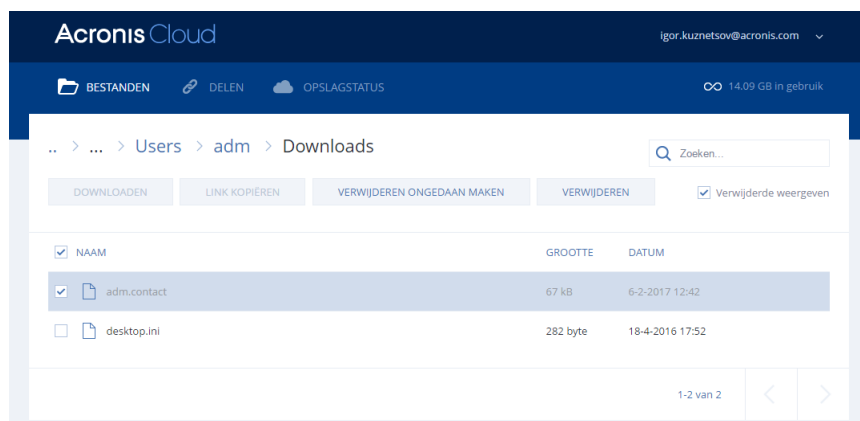 Acronis Cloud
igor.kuznetsov@acronis.com
BESTANDEN DELEN OPSLAGSTATUS 14.09 GB in gebruik
.. > ... > Users > adm > Downloads
Zoeken...
DOWNLOADEN LINK KOPIËREN VERWIJDEREN ONGEDAAN MAKEN VERWIJDEREN Verwijderde weergeven
NAAM GROOTTE DATUM
adm.contact 67 kB 6-2-2017 12:42
desktop.ini 282 byte 18-4-2016 17:52
1-2 van 2